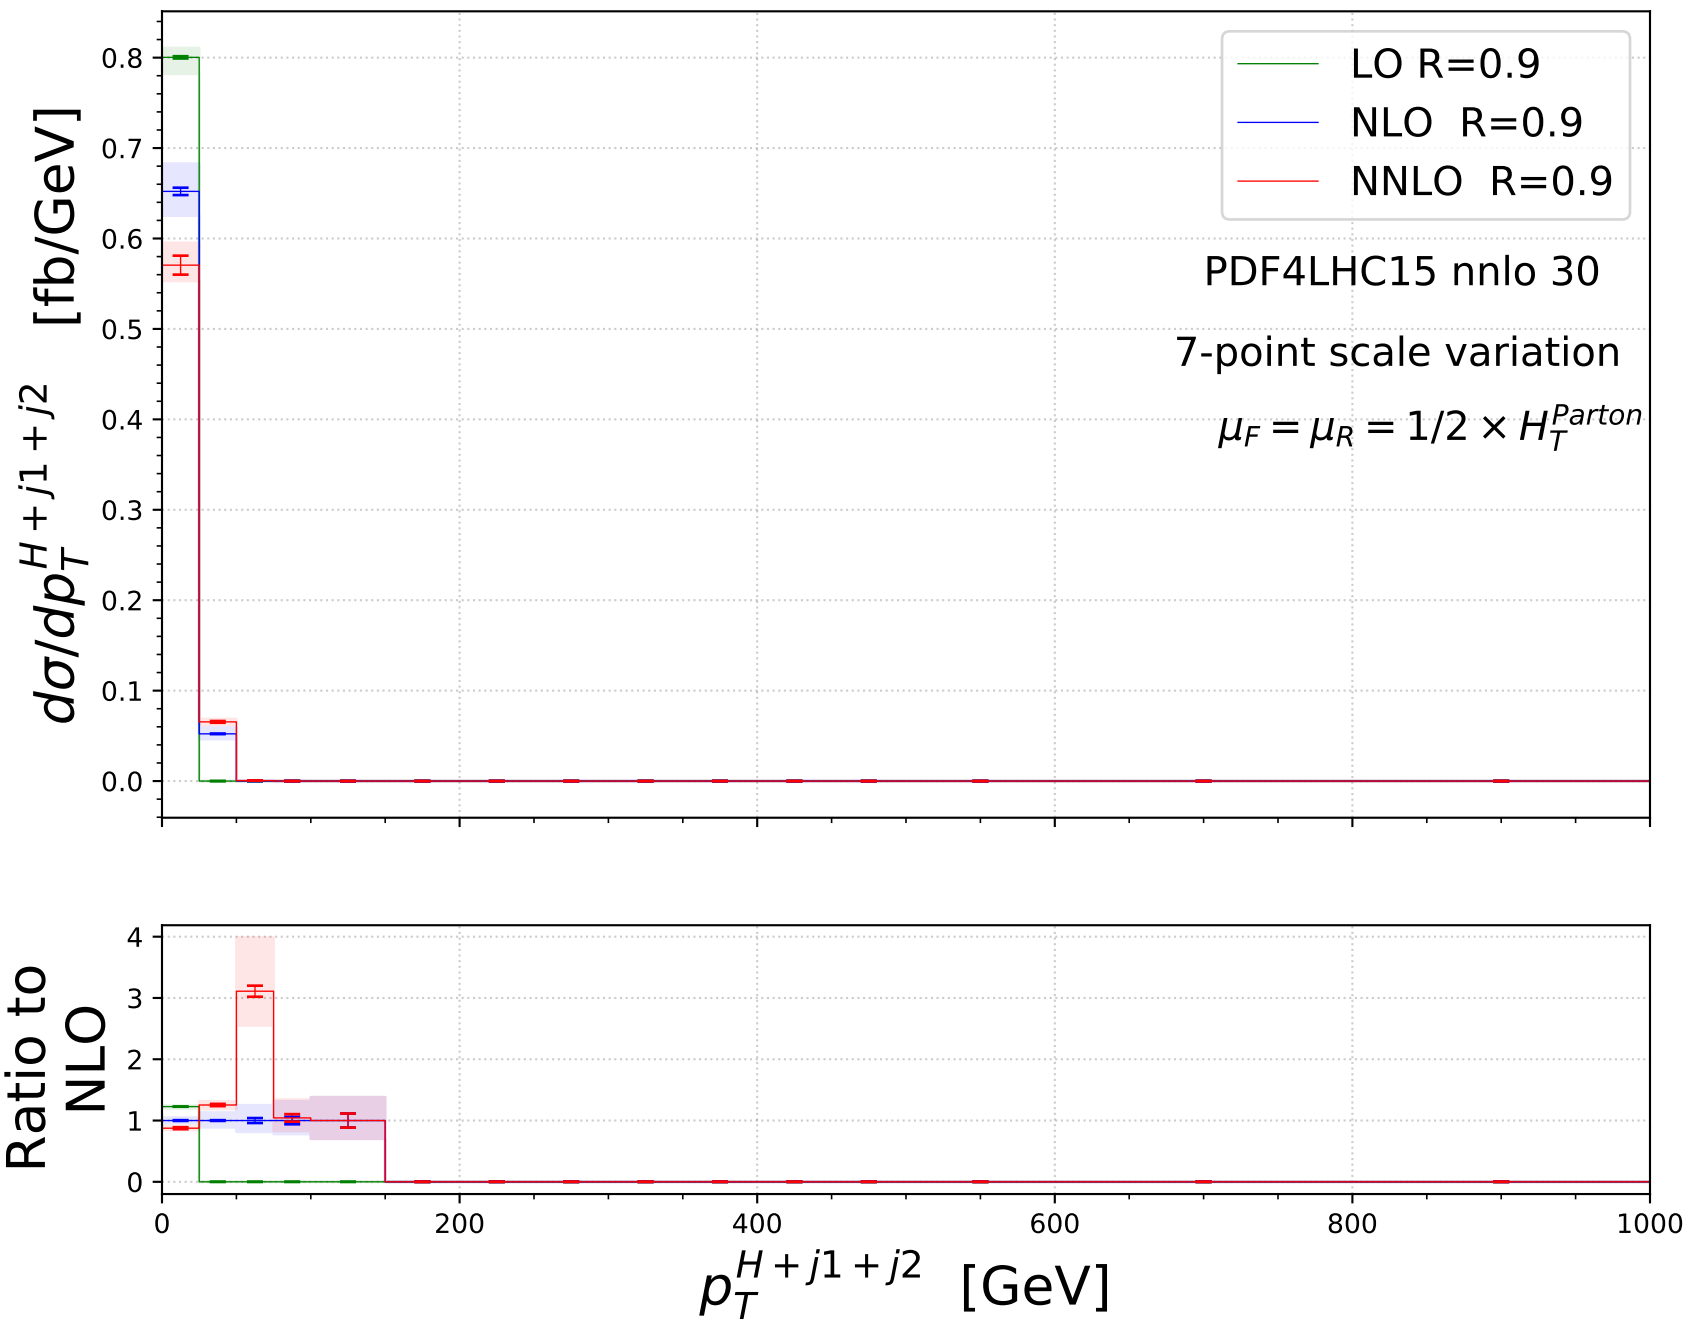 dσ/dp_T^{H+j1+j2} [fb/GeV]
0.8
0.7
0.6
0.5
0.4
0.3
0.2
0.1
0.0
LO R=0.9
NLO R=0.9
NNLO R=0.9
PDF4LHC15 nnlo 30
7-point scale variation
μ_F = μ_R = 1/2 × H_T^{Parton}
Ratio to
NLO
4
3
2
1
0
0 200 400 600 800 1000
p_T^{H+j1+j2} [GeV]